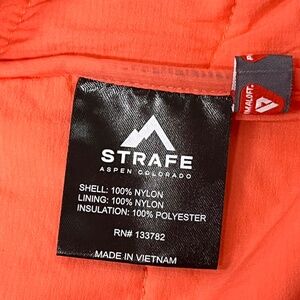 STRAFE
ASPEN COLORADO
SHELL: 100% NYLON
LINING: 100% NYLON
INSULATION: 100% POLYESTER
RN# 133782
MADE IN VIETNAM